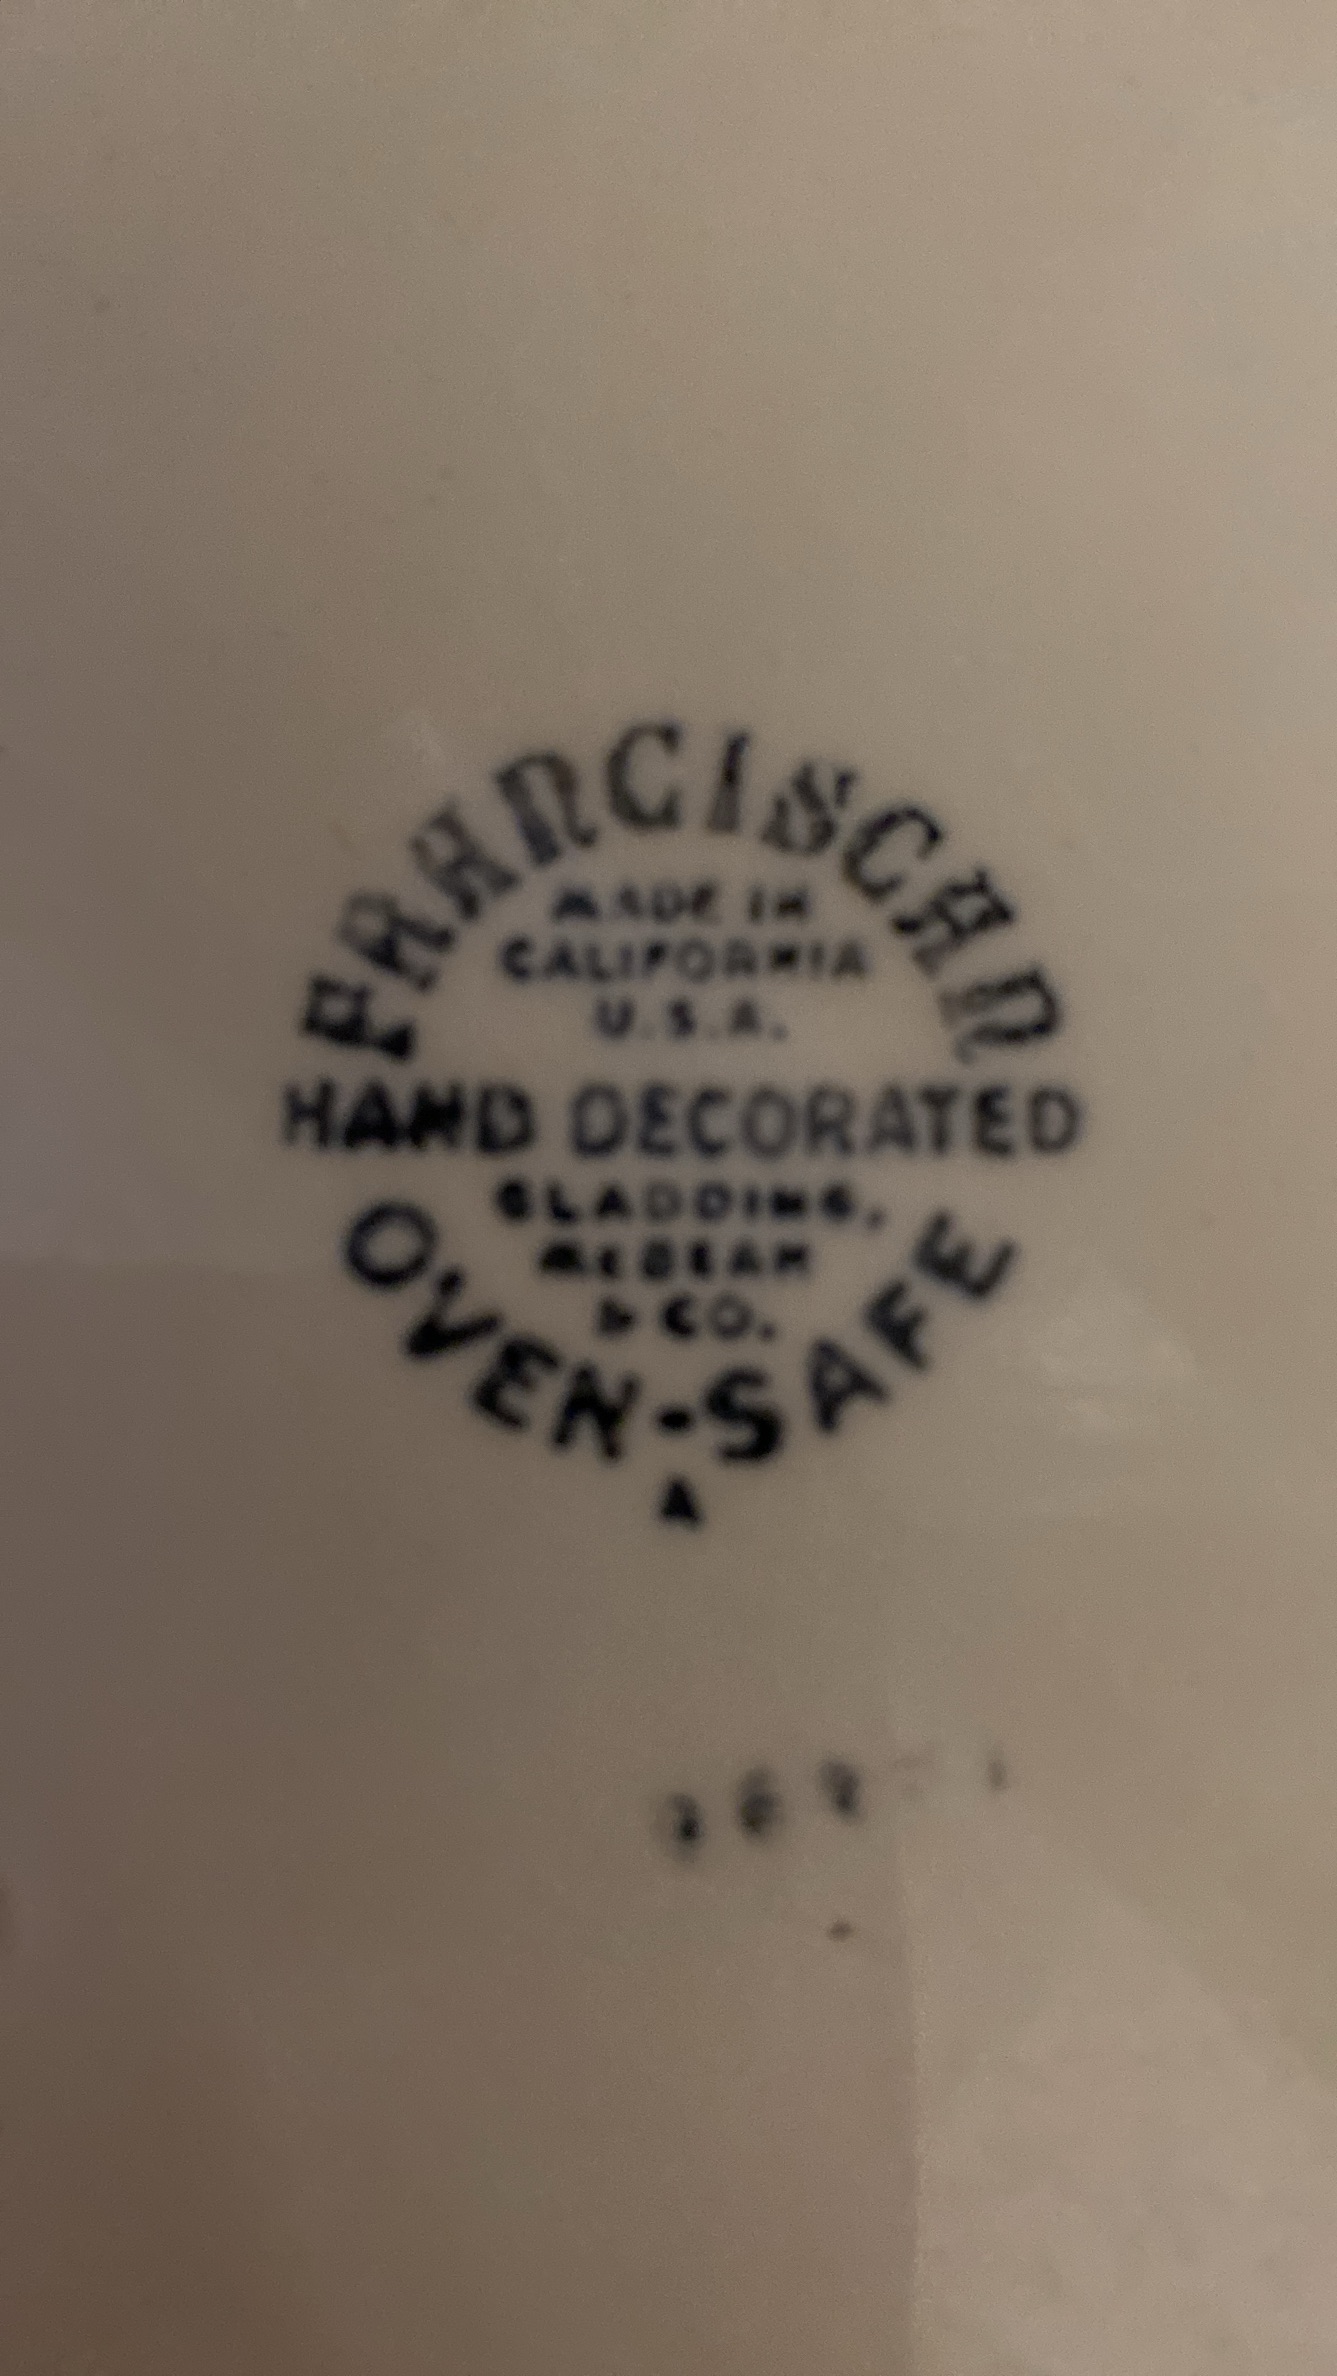 FRANCISCAN
MADE IN
CALIFORNIA
U.S.A.
HAND DECORATED
GLADDING,
McBEAN
& CO.
OVEN-SAFE
A